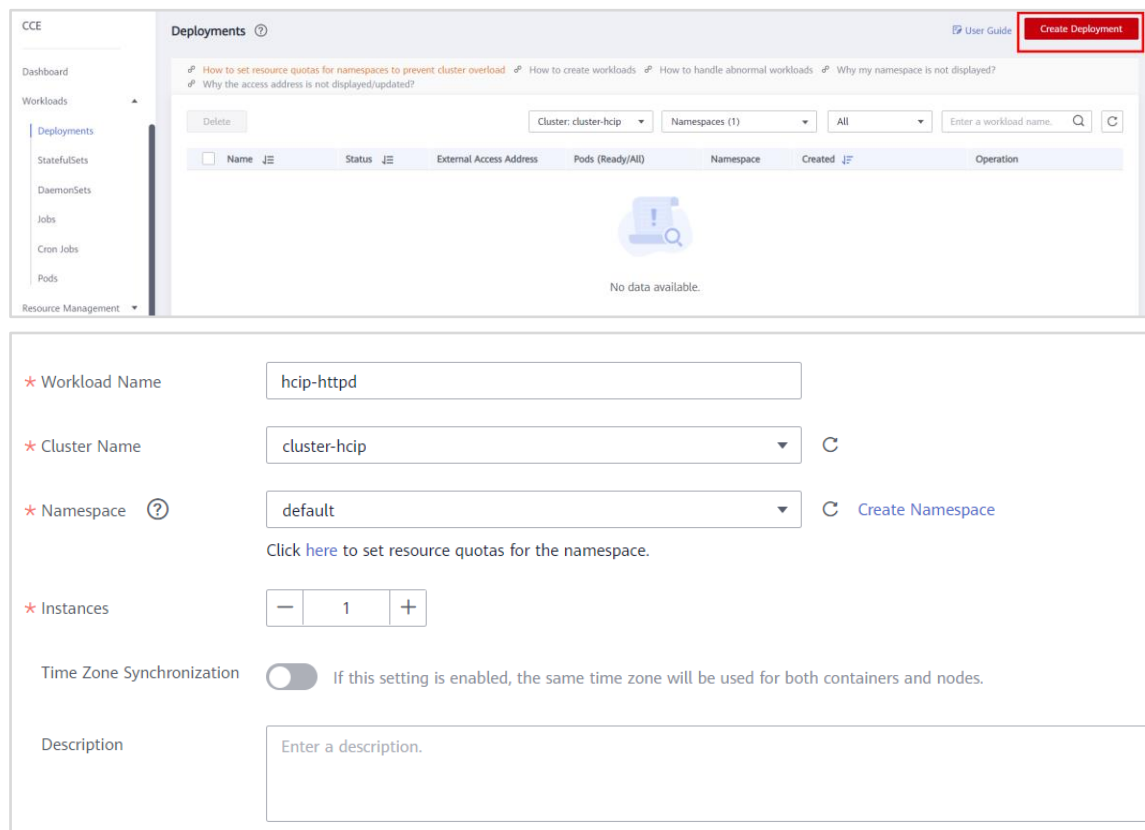 CCE
Deployments ?
User Guide
Create Deployment
Dashboard
Workloads
Deployments
StatefulSets
DaemonSets
Jobs
Cron Jobs
Pods
Resource Management
How to set resource quotas for namespaces to prevent cluster overload How to create workloads How to handle abnormal workloads Why my namespace is not displayed?
Why the access address is not displayed/updated?
Delete
Cluster: cluster-hcip
Namespaces (1)
All
Enter a workload name.
Name Status External Access Address Pods (Ready/All) Namespace Created Operation
No data available.
* Workload Name hcip-httpd
* Cluster Name cluster-hcip
* Namespace ? default Create Namespace
Click here to set resource quotas for the namespace.
* Instances − 1 +
Time Zone Synchronization If this setting is enabled, the same time zone will be used for both containers and nodes.
Description Enter a description.